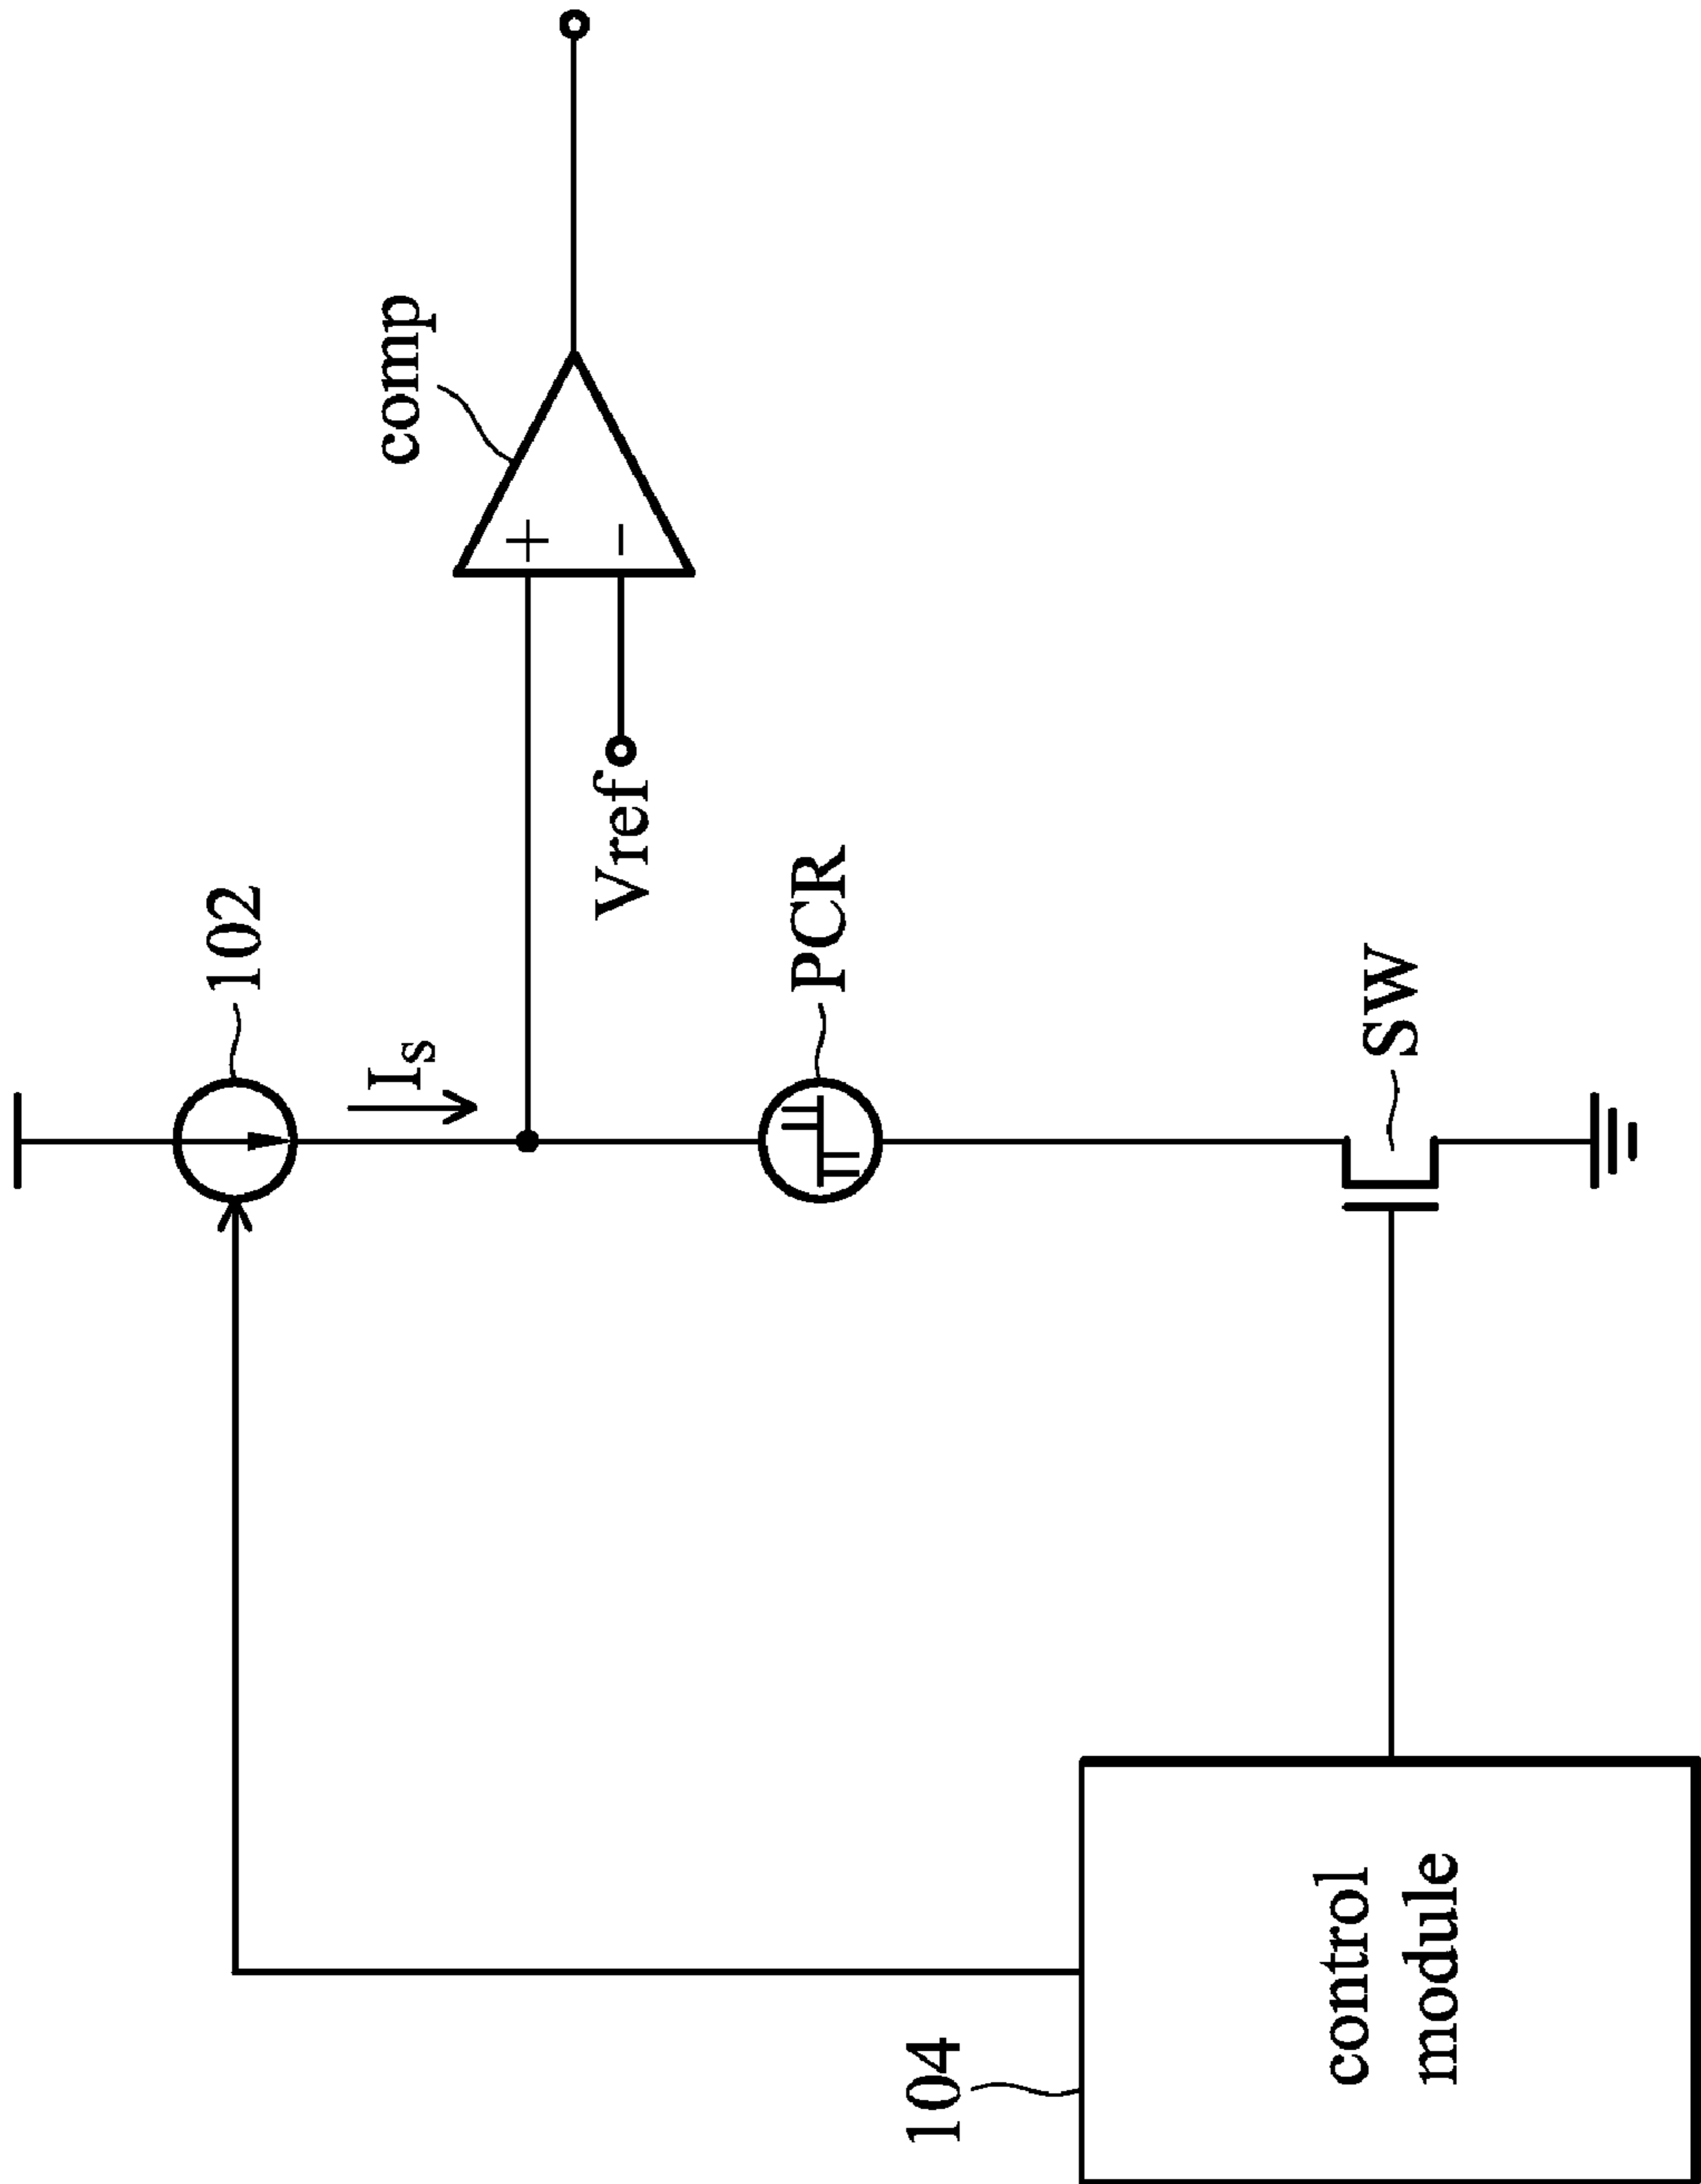 102
I_s
comp
+
−
Vref
PCR
SW
104
control
module